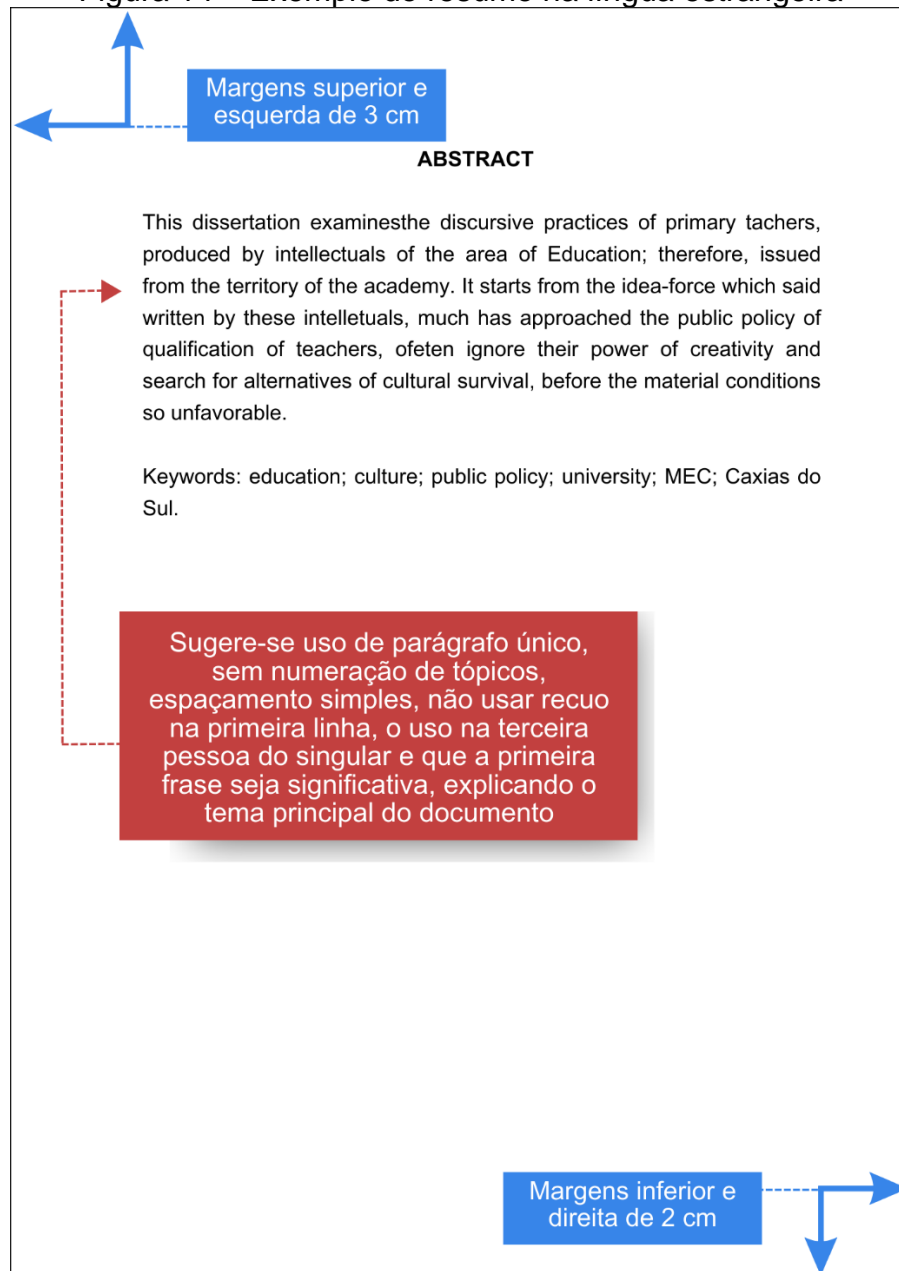 Exemplo de resumo na língua estrangeira
Margens superior e
esquerda de 3 cm
ABSTRACT
This dissertation examinesthe discursive practices of primary tachers,
produced by intellectuals of the area of Education; therefore, issued
from the territory of the academy. It starts from the idea-force which said
written by these intelletuals, much has approached the public policy of
qualification of teachers, ofeten ignore their power of creativity and
search for alternatives of cultural survival, before the material conditions
so unfavorable.
Keywords: education; culture; public policy; university; MEC; Caxias do
Sul.
Sugere-se uso de parágrafo único,
sem numeração de tópicos,
espaçamento simples, não usar recuo
na primeira linha, o uso na terceira
pessoa do singular e que a primeira
frase seja significativa, explicando o
tema principal do documento
Margens inferior e
direita de 2 cm